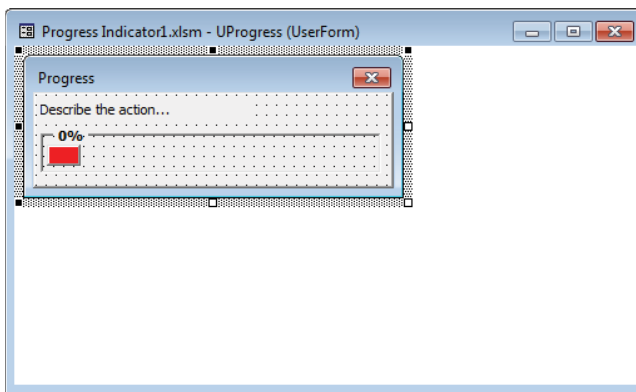 Progress Indicator1.xlsm - UProgress (UserForm)
Progress
Describe the action...
0%